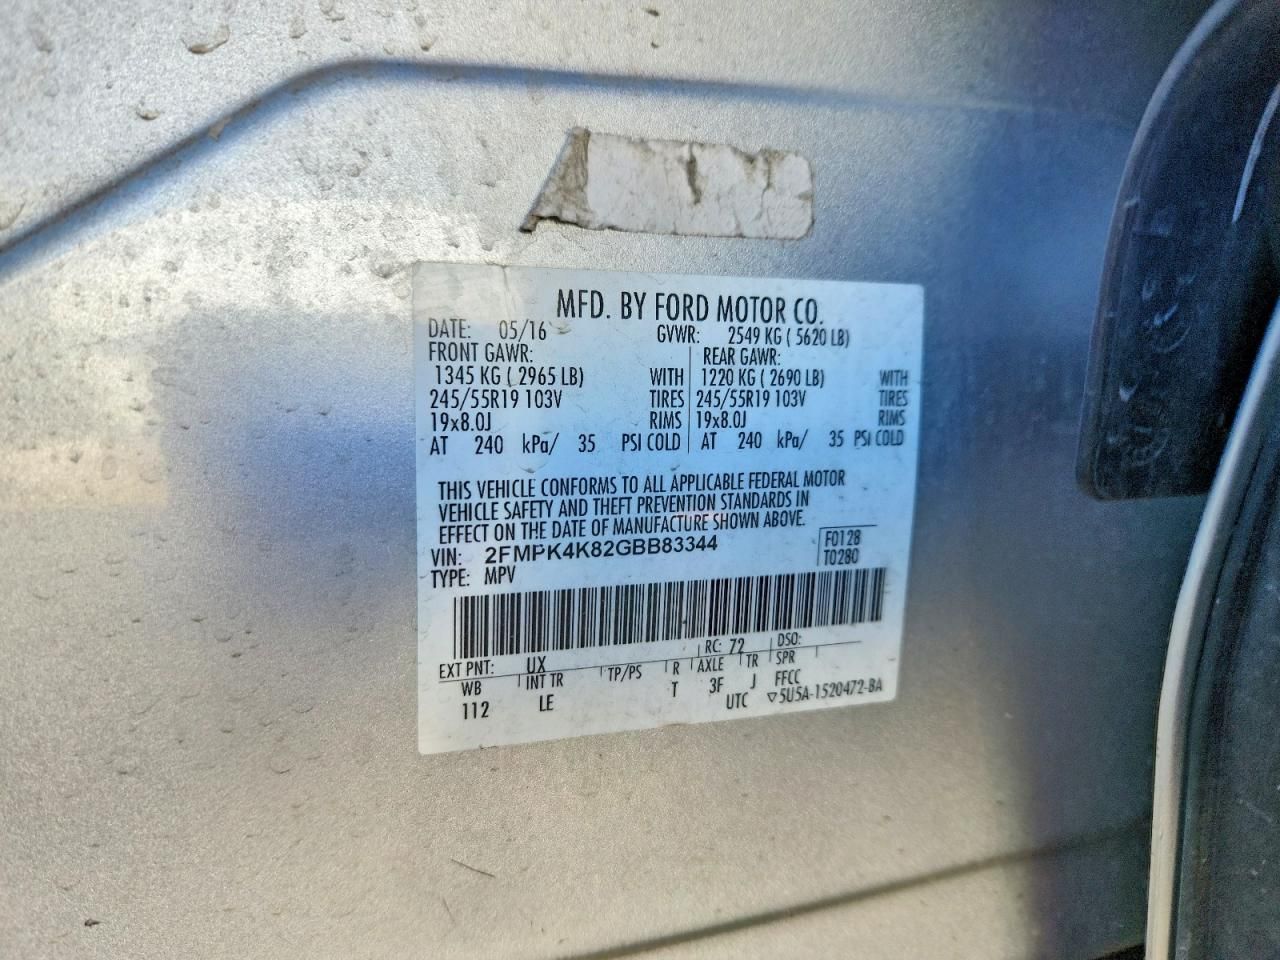 MFD. BY FORD MOTOR CO.
DATE: 05/16 GVWR: 2549 KG ( 5620 LB)
FRONT GAWR: REAR GAWR:
1345 KG ( 2965 LB) WITH 1220 KG ( 2690 LB) WITH
245/55R19 103V TIRES 245/55R19 103V TIRES
19x8.0J RIMS 19x8.0J RIMS
AT 240 kPa/ 35 PSI COLD AT 240 kPa/ 35 PSI COLD
THIS VEHICLE CONFORMS TO ALL APPLICABLE FEDERAL MOTOR
VEHICLE SAFETY AND THEFT PREVENTION STANDARDS IN
EFFECT ON THE DATE OF MANUFACTURE SHOWN ABOVE.
VIN: 2FMPK4K82GBB83344 F0128
TYPE: MPV T0280
EXT PNT: UX RC: 72 DSO:
WB INT TR TP/PS R AXLE TR SPR
112 LE T 3F J FFCC
UTC ▽5U5A-1520472-BA